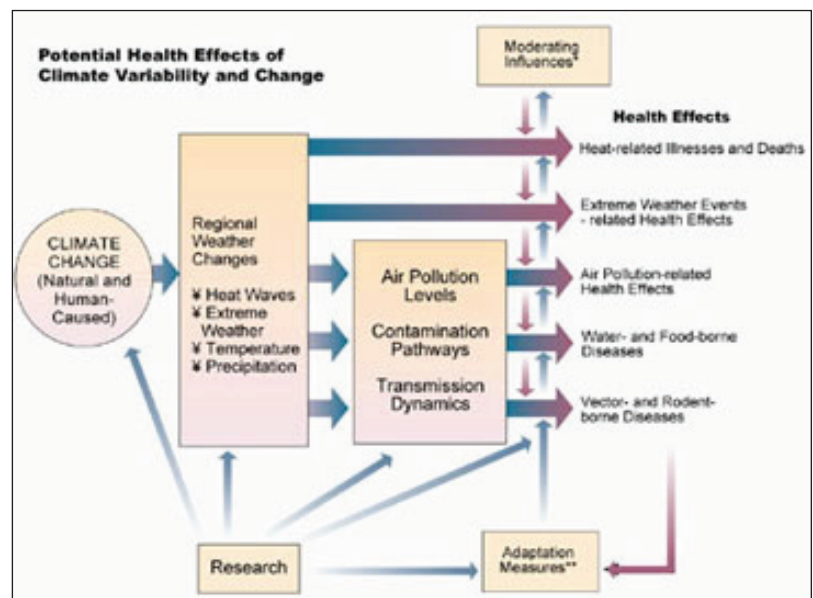 Potential Health Effects of
Climate Variability and Change
Moderating
Influences*
Health Effects
Heat-related Illnesses and Deaths
Extreme Weather Events
- related Health Effects
Air Pollution-related
Health Effects
Water- and Food-borne
Diseases
Vector- and Rodent-
borne Diseases
CLIMATE
CHANGE
(Natural and
Human-
Caused)
Regional
Weather
Changes
¥ Heat Waves
¥ Extreme
Weather
¥ Temperature
¥ Precipitation
Air Pollution
Levels
Contamination
Pathways
Transmission
Dynamics
Research
Adaptation
Measures**